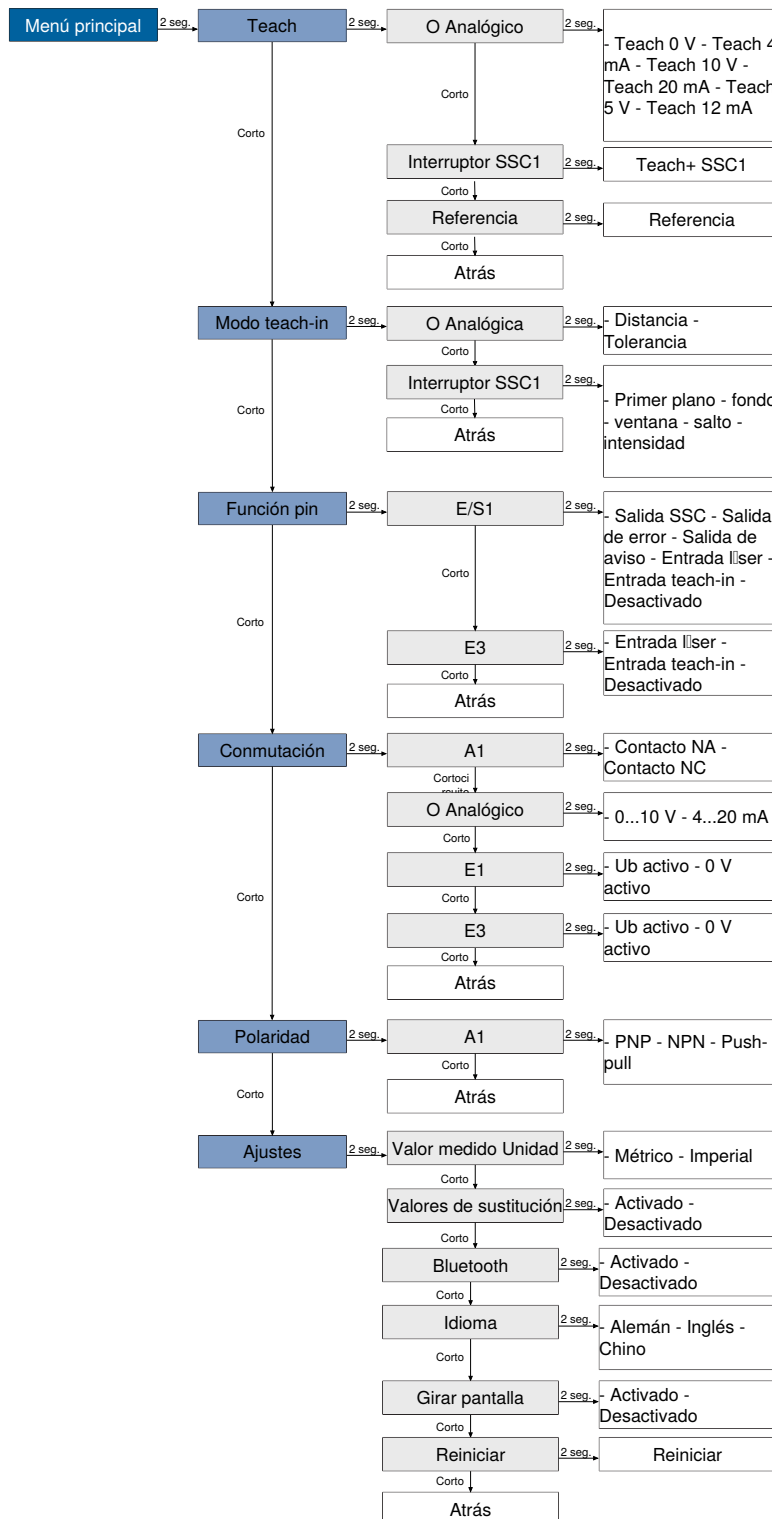 Menú principal
2 seg.
Teach
2 seg.
O Analógico
2 seg.
- Teach 0 V - Teach 4
mA - Teach 10 V -
Teach 20 mA - Teach
5 V - Teach 12 mA
Corto
Corto
Interruptor SSC1
2 seg.
Teach+ SSC1
Corto
Referencia
2 seg.
Referencia
Corto
Atrás
Modo teach-in
2 seg.
O Analógica
2 seg.
- Distancia -
Tolerancia
Corto
Interruptor SSC1
2 seg.
- Primer plano - fondo
- ventana - salto -
intensidad
Corto
Corto
Atrás
Función pin
2 seg.
E/S1
2 seg.
- Salida SSC - Salida
de error - Salida de
aviso - Entrada l▯ser -
Entrada teach-in -
Desactivado
Corto
Corto
E3
2 seg.
- Entrada l▯ser -
Entrada teach-in -
Desactivado
Corto
Atrás
Conmutación
2 seg.
A1
2 seg.
- Contacto NA -
Contacto NC
Cortoci
rcuito
O Analógico
2 seg.
- 0...10 V - 4...20 mA
Corto
E1
2 seg.
- Ub activo - 0 V
activo
Corto
Corto
E3
2 seg.
- Ub activo - 0 V
activo
Corto
Atrás
Polaridad
2 seg.
A1
2 seg.
- PNP - NPN - Push-
pull
Corto
Corto
Atrás
Ajustes
2 seg.
Valor medido Unidad
2 seg.
- Métrico - Imperial
Corto
Valores de sustitución
2 seg.
- Activado -
Desactivado
Corto
Bluetooth
2 seg.
- Activado -
Desactivado
Corto
Idioma
2 seg.
- Alemán - Inglés -
Chino
Corto
Girar pantalla
2 seg.
- Activado -
Desactivado
Corto
Reiniciar
2 seg.
Reiniciar
Corto
Atrás